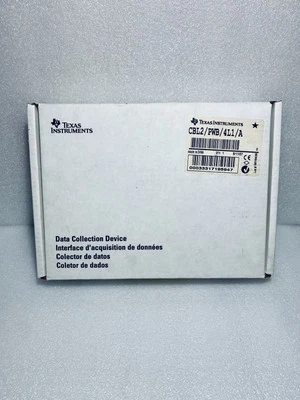 TEXAS
INSTRUMENTS
TEXAS
INSTRUMENTS
CBL2/PWB/4L1/A
Data Collection Device
Interface d'acquisition de données
Colector de datos
Coletor de dados